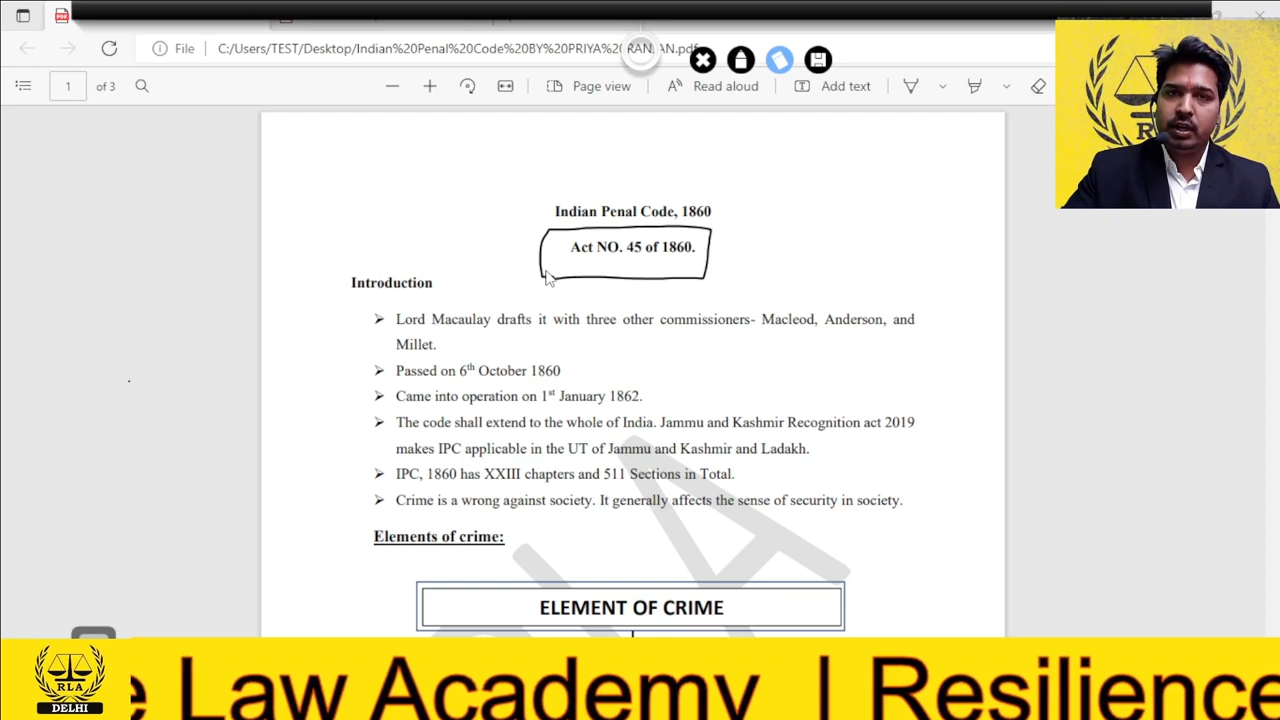 File C:/Users/TEST/Desktop/Indian%20Penal%20Code%20BY%20PRIYA%20RANJAN.pdf
1 of 3 Page view Read aloud Add text
Indian Penal Code, 1860
Act NO. 45 of 1860.
Introduction
➢ Lord Macaulay drafts it with three other commissioners- Macleod, Anderson, and
Millet.
➢ Passed on 6th October 1860
➢ Came into operation on 1st January 1862.
➢ The code shall extend to the whole of India. Jammu and Kashmir Recognition act 2019
makes IPC applicable in the UT of Jammu and Kashmir and Ladakh.
➢ IPC, 1860 has XXIII chapters and 511 Sections in Total.
➢ Crime is a wrong against society. It generally affects the sense of security in society.
Elements of crime:
ELEMENT OF CRIME
RLA
DELHI
e Law Academy | Resilience